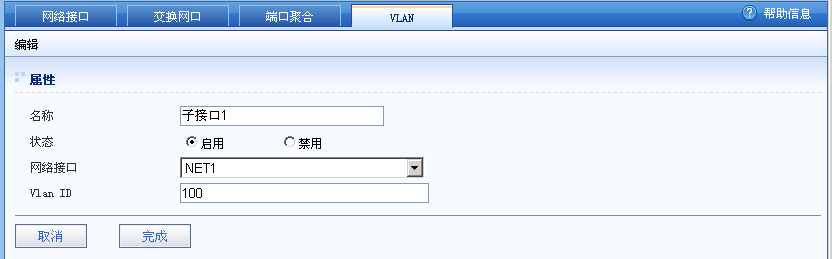 网络接口 交换网口 端口聚合 VLAN ? 帮助信息
编辑
属性
名称 子接口1
状态 启用 禁用
网络接口 NET1
Vlan ID 100
取消 完成